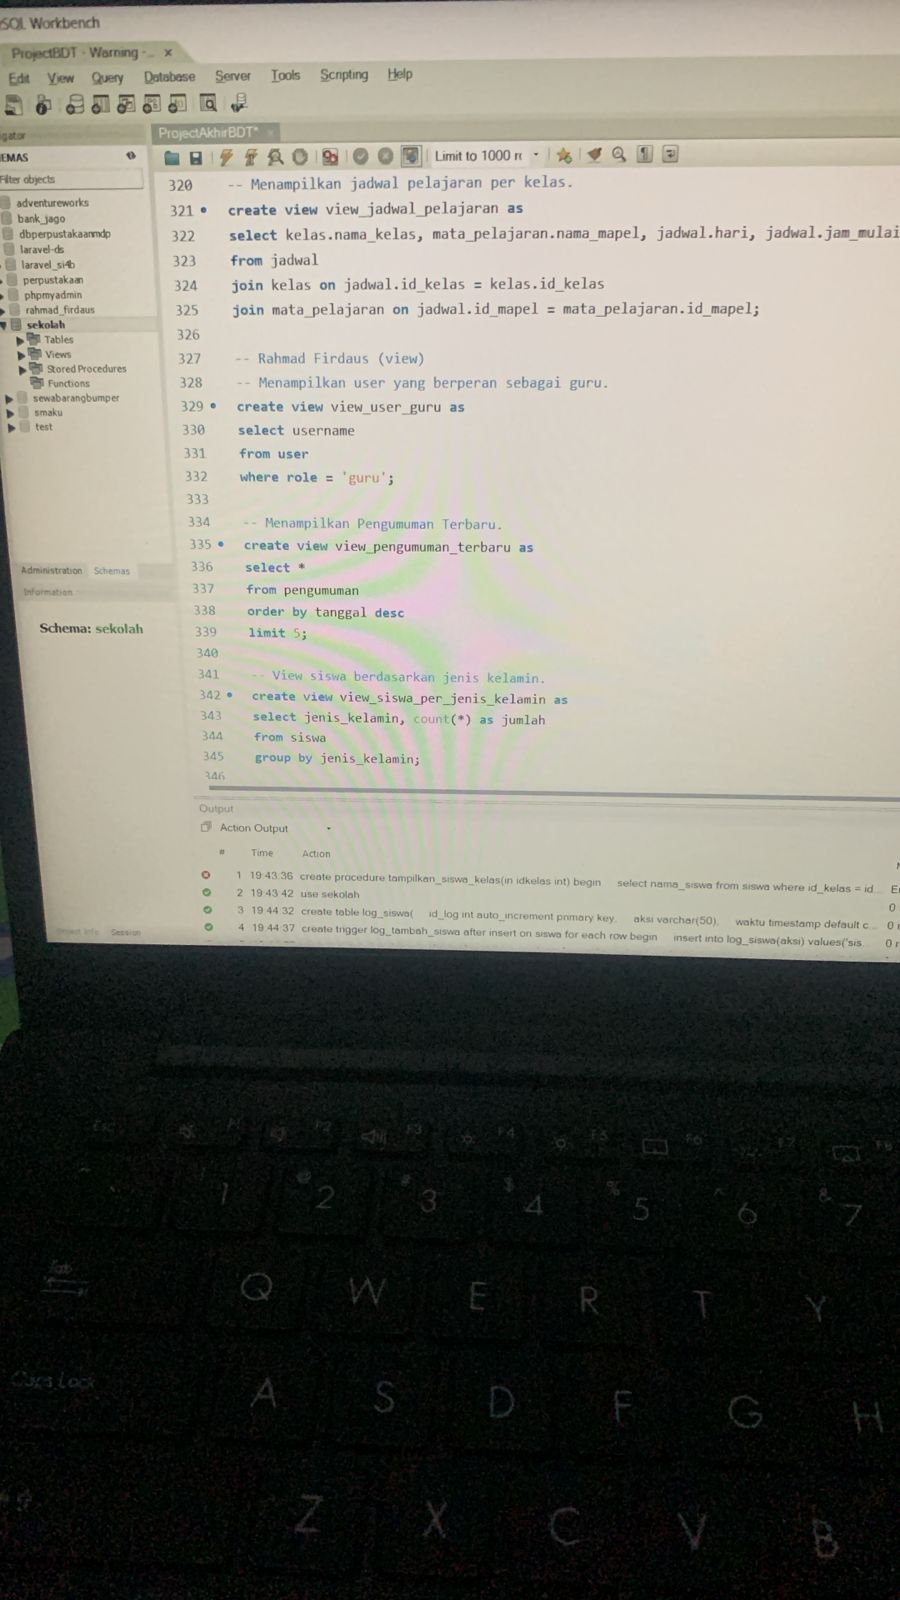 SQL Workbench
ProjectBDT - Warning - ... ×
Edit View Query Database Server Tools Scripting Help
gator
ProjectAkhirBDT* ×
EMAS
Limit to 1000 r
Filter objects
adventureworks
bank_jago
dbperpustakaanmdp
laravel-ds
laravel_si4b
perpustakaan
phpmyadmin
rahmad_firdaus
sekolah
Tables
Views
Stored Procedures
Functions
sewabarangbumper
smaku
test
Administration Schemas
Information
Schema: sekolah
Object Info Session
320 -- Menampilkan jadwal pelajaran per kelas.
321 create view view_jadwal_pelajaran as
322 select kelas.nama_kelas, mata_pelajaran.nama_mapel, jadwal.hari, jadwal.jam_mulai
323 from jadwal
324 join kelas on jadwal.id_kelas = kelas.id_kelas
325 join mata_pelajaran on jadwal.id_mapel = mata_pelajaran.id_mapel;
326
327 -- Rahmad Firdaus (view)
328 -- Menampilkan user yang berperan sebagai guru.
329 create view view_user_guru as
330 select username
331 from user
332 where role = 'guru';
333
334 -- Menampilkan Pengumuman Terbaru.
335 create view view_pengumuman_terbaru as
336 select *
337 from pengumuman
338 order by tanggal desc
339 limit 5;
340
341 -- View siswa berdasarkan jenis kelamin.
342 create view view_siswa_per_jenis_kelamin as
343 select jenis_kelamin, count(*) as jumlah
344 from siswa
345 group by jenis_kelamin;
346
Output
Action Output
# Time Action
1 19:43:36 create procedure tampilkan_siswa_kelas(in idkelas int) begin select nama_siswa from siswa where id_kelas = id... E
2 19:43:42 use sekolah 0
3 19:44:32 create table log_siswa( id_log int auto_increment primary key, aksi varchar(50), waktu timestamp default c... 0 r
4 19:44:37 create trigger log_tambah_siswa after insert on siswa for each row begin insert into log_siswa(aksi) values('sis... 0 r
Esc F1 F2 F3 F4 F5 F6 F7 F8
1 @ 2 # 3 $ 4 % 5 ^ 6 & 7
Tab Q W E R T Y
Caps Lock A S D F G H
Z X C V B